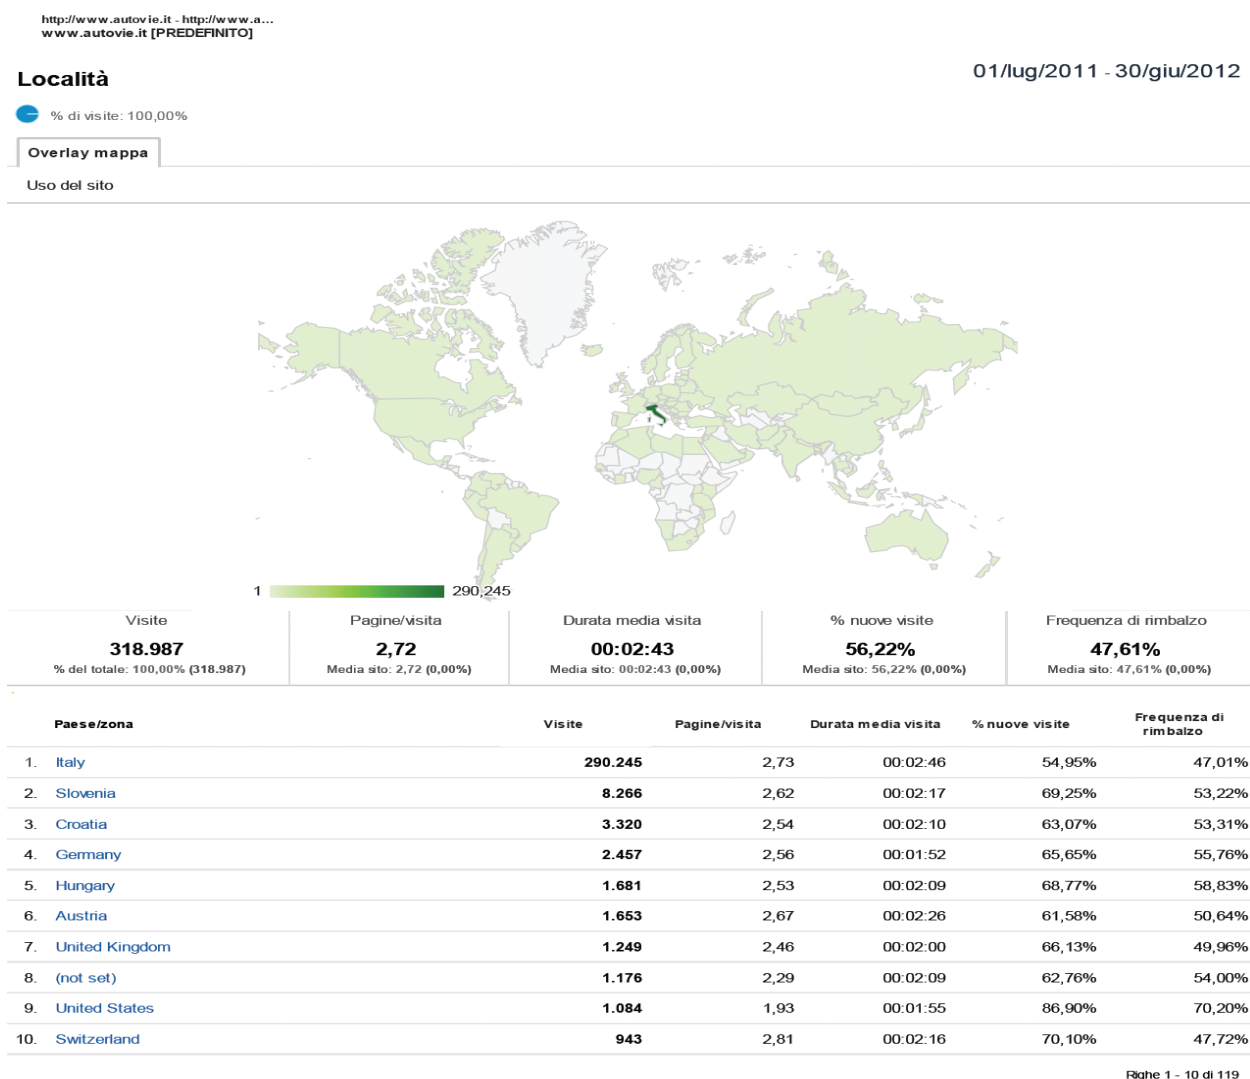 http://www.autovie.it - http://www.a...
www.autovie.it [PREDEFINITO]
Località
01/lug/2011 - 30/giu/2012
% di visite: 100,00%
Overlay mappa
Uso del sito
1 290,245
Visite Pagine/visita Durata media visita % nuove visite Frequenza di rimbalzo
318.987 2,72 00:02:43 56,22% 47,61%
% del totale: 100,00% (318.987) Media sito: 2,72 (0,00%) Media sito: 00:02:43 (0,00%) Media sito: 56,22% (0,00%) Media sito: 47,61% (0,00%)
Paese/zona Visite Pagine/visita Durata media visita % nuove visite Frequenza di
rimbalzo
1. Italy 290.245 2,73 00:02:46 54,95% 47,01%
2. Slovenia 8.266 2,62 00:02:17 69,25% 53,22%
3. Croatia 3.320 2,54 00:02:10 63,07% 53,31%
4. Germany 2.457 2,56 00:01:52 65,65% 55,76%
5. Hungary 1.681 2,53 00:02:09 68,77% 58,83%
6. Austria 1.653 2,67 00:02:26 61,58% 50,64%
7. United Kingdom 1.249 2,46 00:02:00 66,13% 49,96%
8. (not set) 1.176 2,29 00:02:09 62,76% 54,00%
9. United States 1.084 1,93 00:01:55 86,90% 70,20%
10. Switzerland 943 2,81 00:02:16 70,10% 47,72%
Righe 1 - 10 di 119